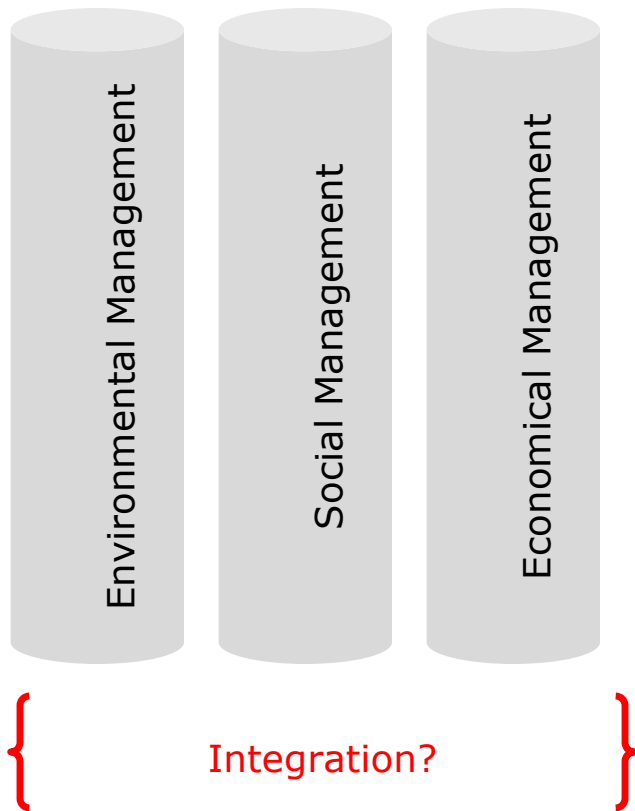 Environmental Management
Social Management
Economical Management
Integration?